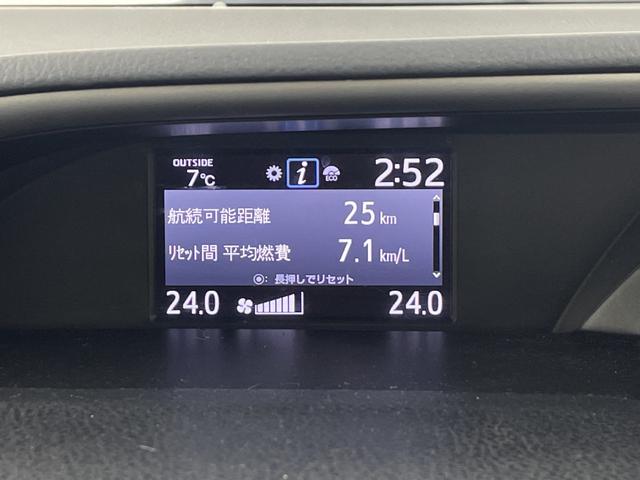 OUTSIDE
7℃
i
ECO
2:52
航続可能距離 25 km
ﾘｾｯﾄ間 平均燃費 7.1 km/L
◉: 長押しでリセット
24.0
24.0